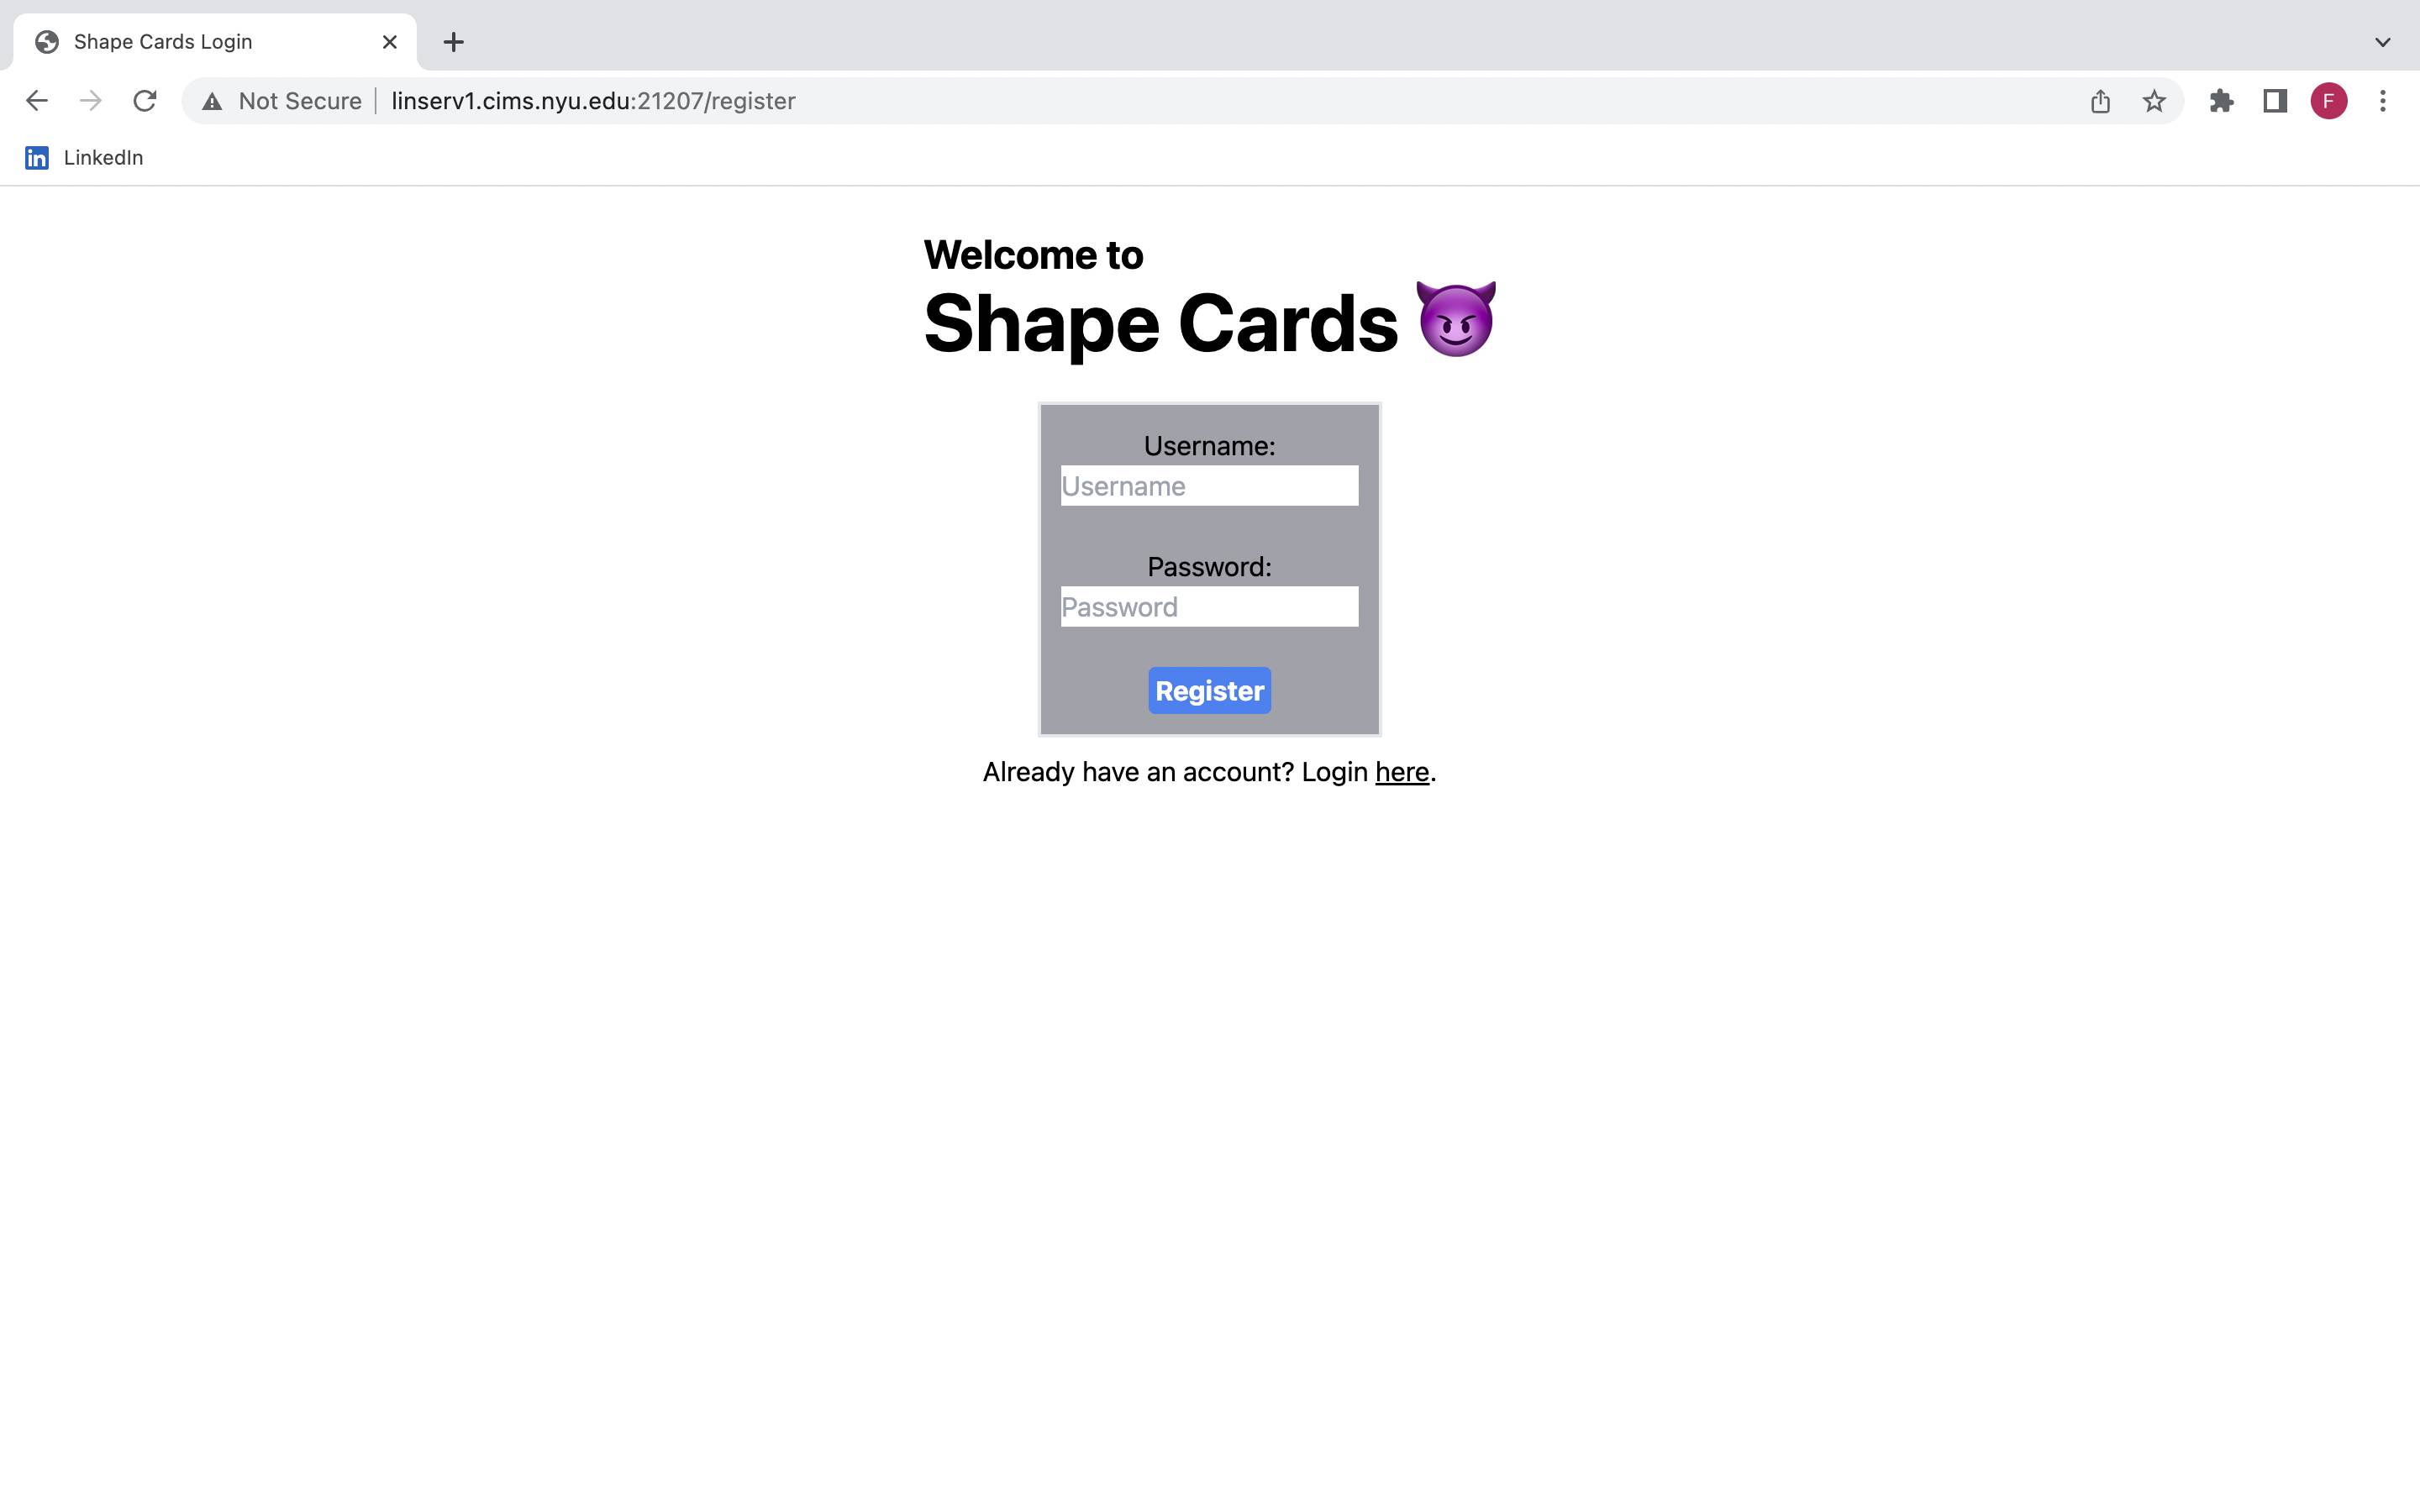 Shape Cards Login
Not Secure
linserv1.cims.nyu.edu:21207/register
F
LinkedIn
Welcome to
Shape Cards 😈
Username:
Username
Password:
Password
Register
Already have an account? Login here.